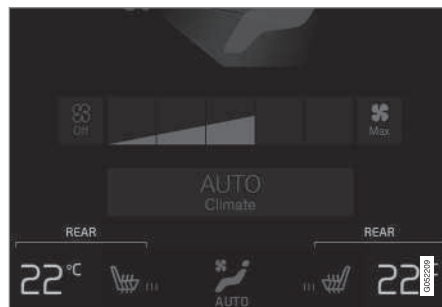 Off
Max
AUTO
Climate
REAR REAR
22°C 22°
AUTO
G052209